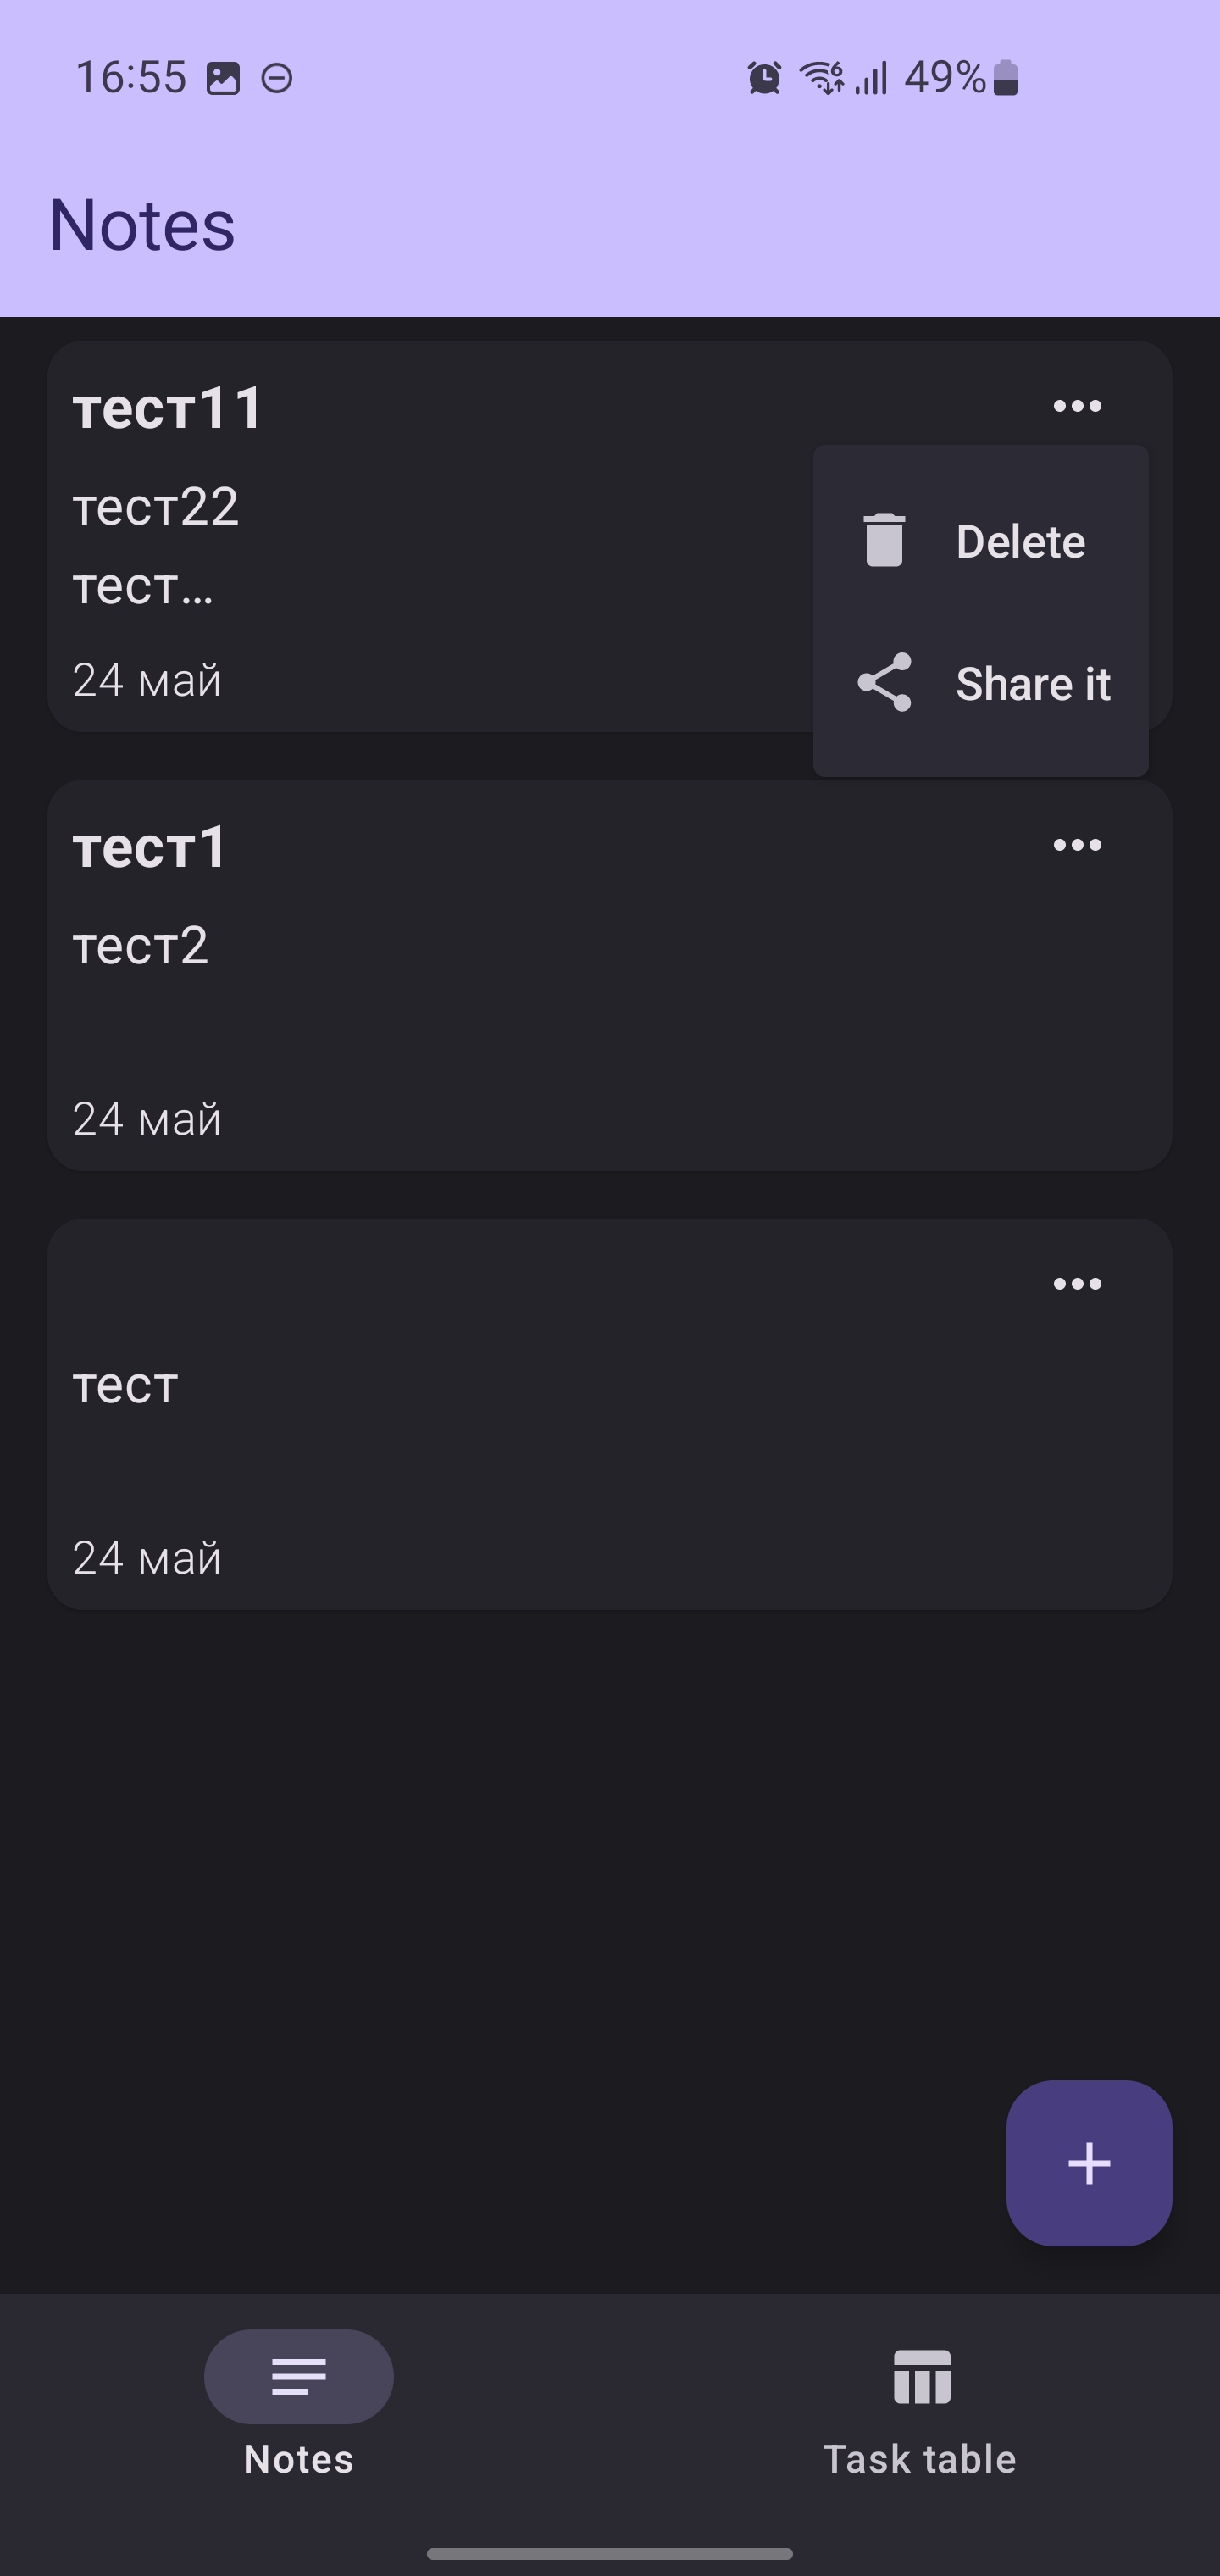 16:55
49%
Notes
тест11
тест22
тест...
24 май
Delete
Share it
тест1
тест2
24 май
тест
24 май
Notes
Task table